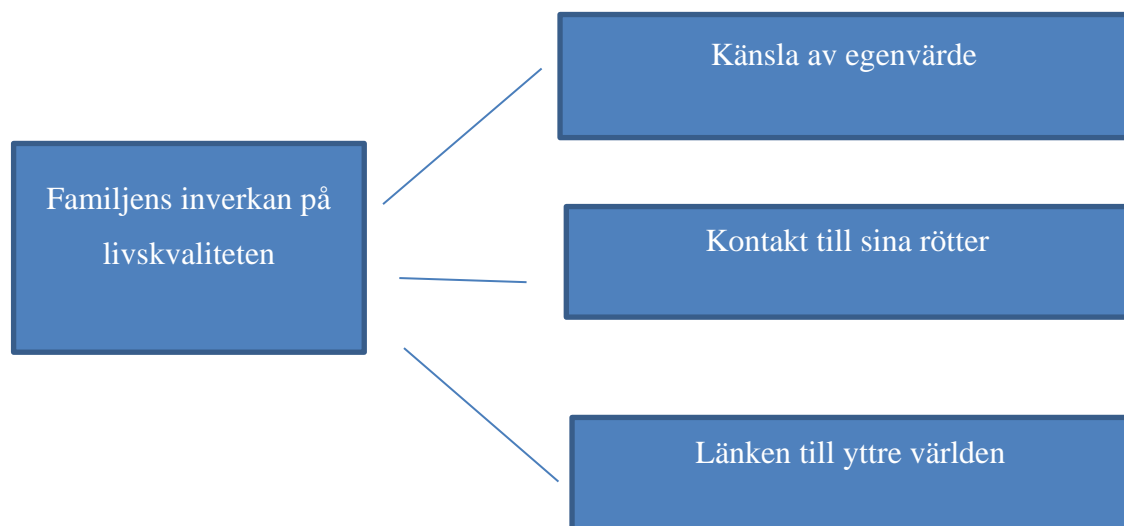 Känsla av egenvärde
Familjens inverkan på
livskvaliteten
Kontakt till sina rötter
Länken till yttre världen